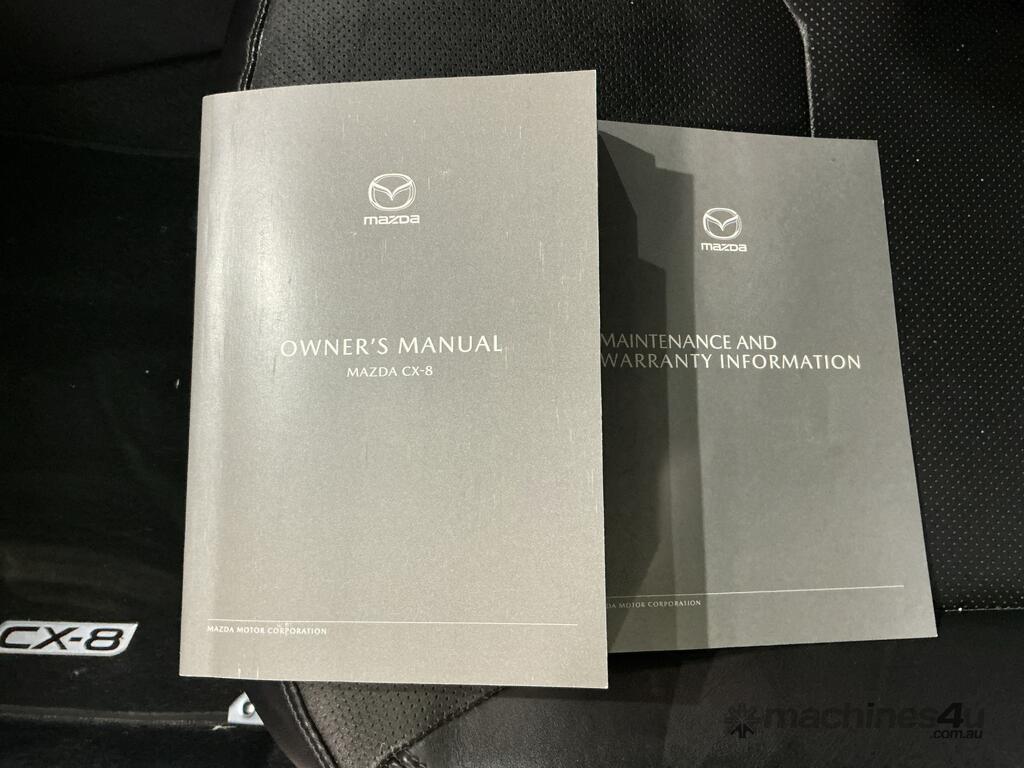 mazda
OWNER'S MANUAL
MAZDA CX-8
MAZDA MOTOR CORPORATION
mazda
MAINTENANCE AND
WARRANTY INFORMATION
DA MOTOR CORPORATION
CX-8
machines4u
.com.au